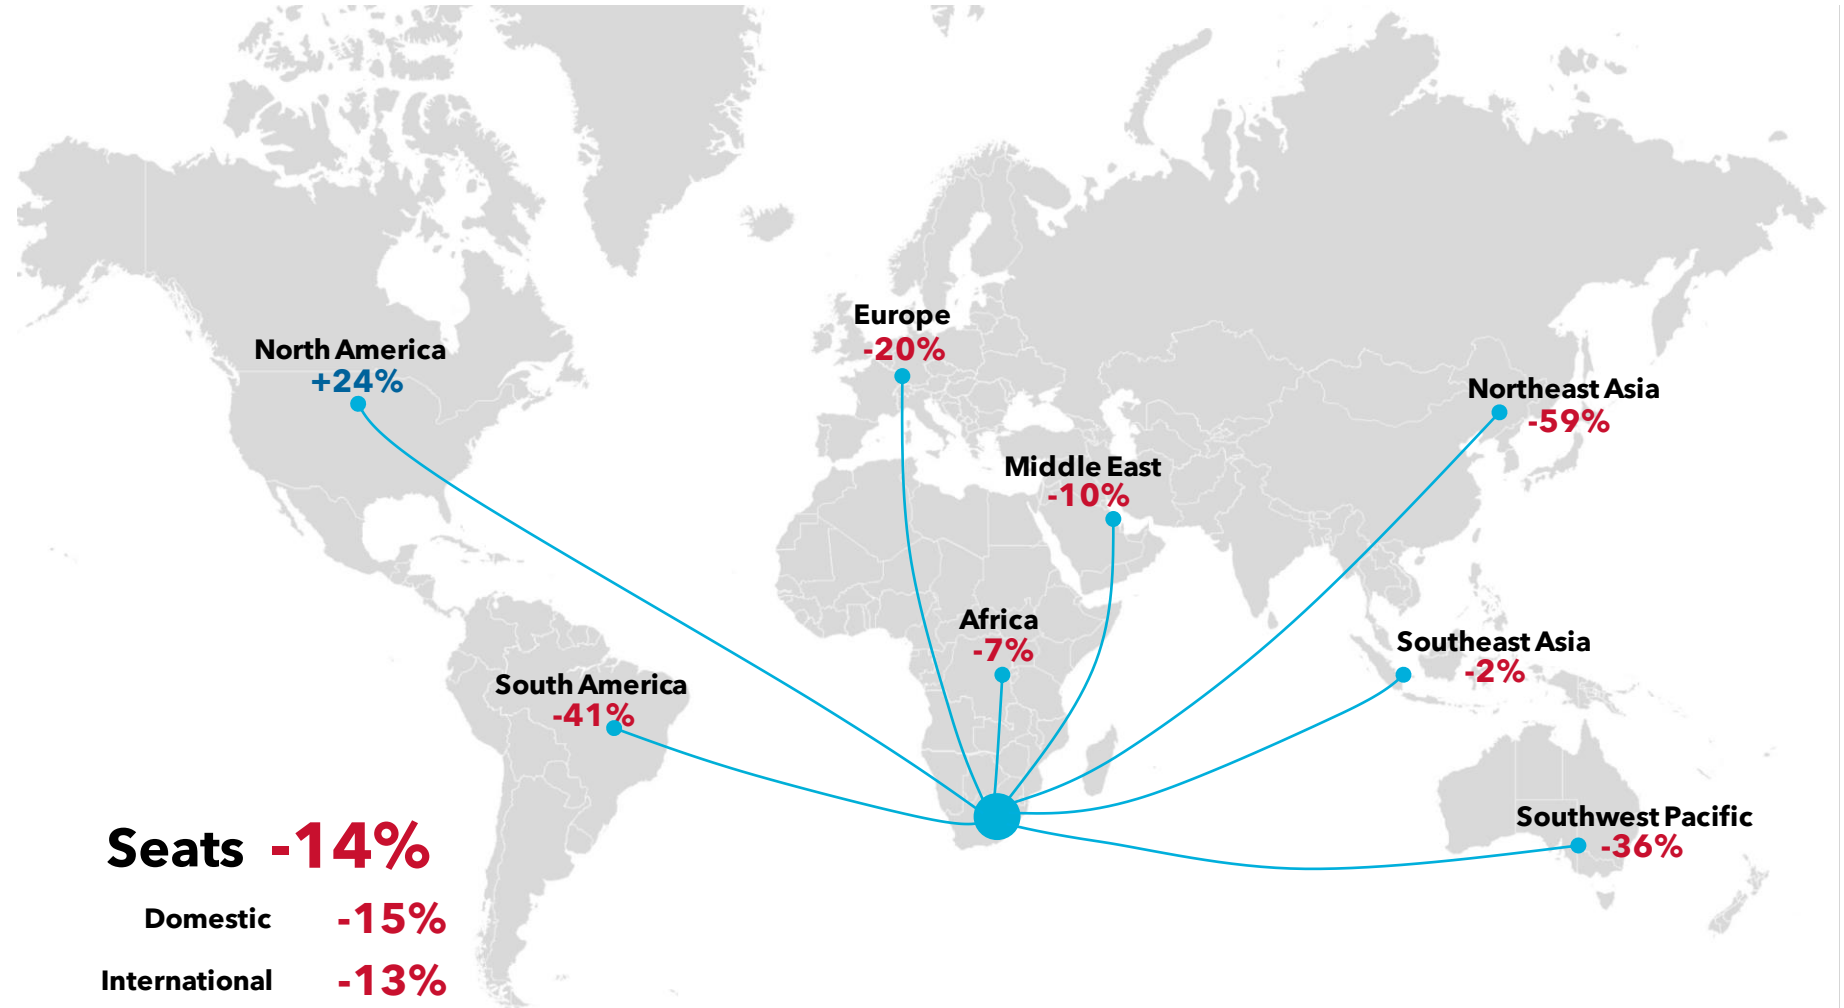 Europe
-20%
North America
+24%
Northeast Asia
-59%
Middle East
-10%
Africa
-7%
Southeast Asia
-2%
South America
-41%
Southwest Pacific
-36%
Seats -14%
Domestic -15%
International -13%